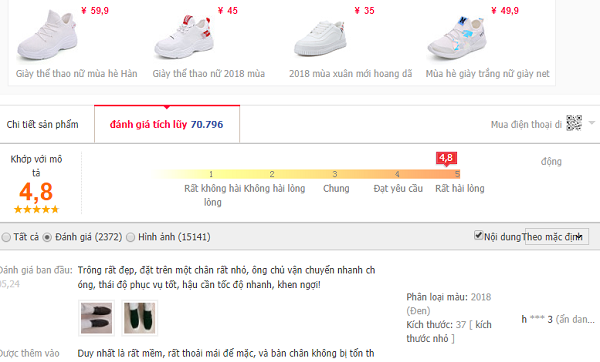 ¥ 59,9
¥ 45
¥ 35
¥ 49,9
Giày thể thao nữ mùa hè Hàn
Giày thể thao nữ 2018 mùa
2018 mùa xuân mới hoang dã
Mùa hè giày trắng nữ giày net
Chi tiết sản phẩm
đánh giá tích lũy 70.796
Mua điện thoại di
động
Khớp với mô
tả
4,8
4,8
1 2 3 4 5
Rất không hài
lòng
Không hài lòng
Chung
Đạt yêu cầu
Rất hài lòng
Tất cả Đánh giá (2372) Hình ảnh (15141)
Nội dung Theo mặc định
Đánh giá ban đầu:
05,24
Trông rất đẹp, đặt trên một chân rất nhỏ, ông chủ vận chuyển nhanh ch
óng, thái độ phục vụ tốt, hậu cần tốc độ nhanh, khen ngợi!
Phân loại màu: 2018
(Đen)
Kích thước: 37 [ kích
thước nhỏ ]
h *** 3 (ẩn dan...
Được thêm vào
Duy nhất là rất mềm, rất thoải mái để mặc, và bàn chân không bị tổn th